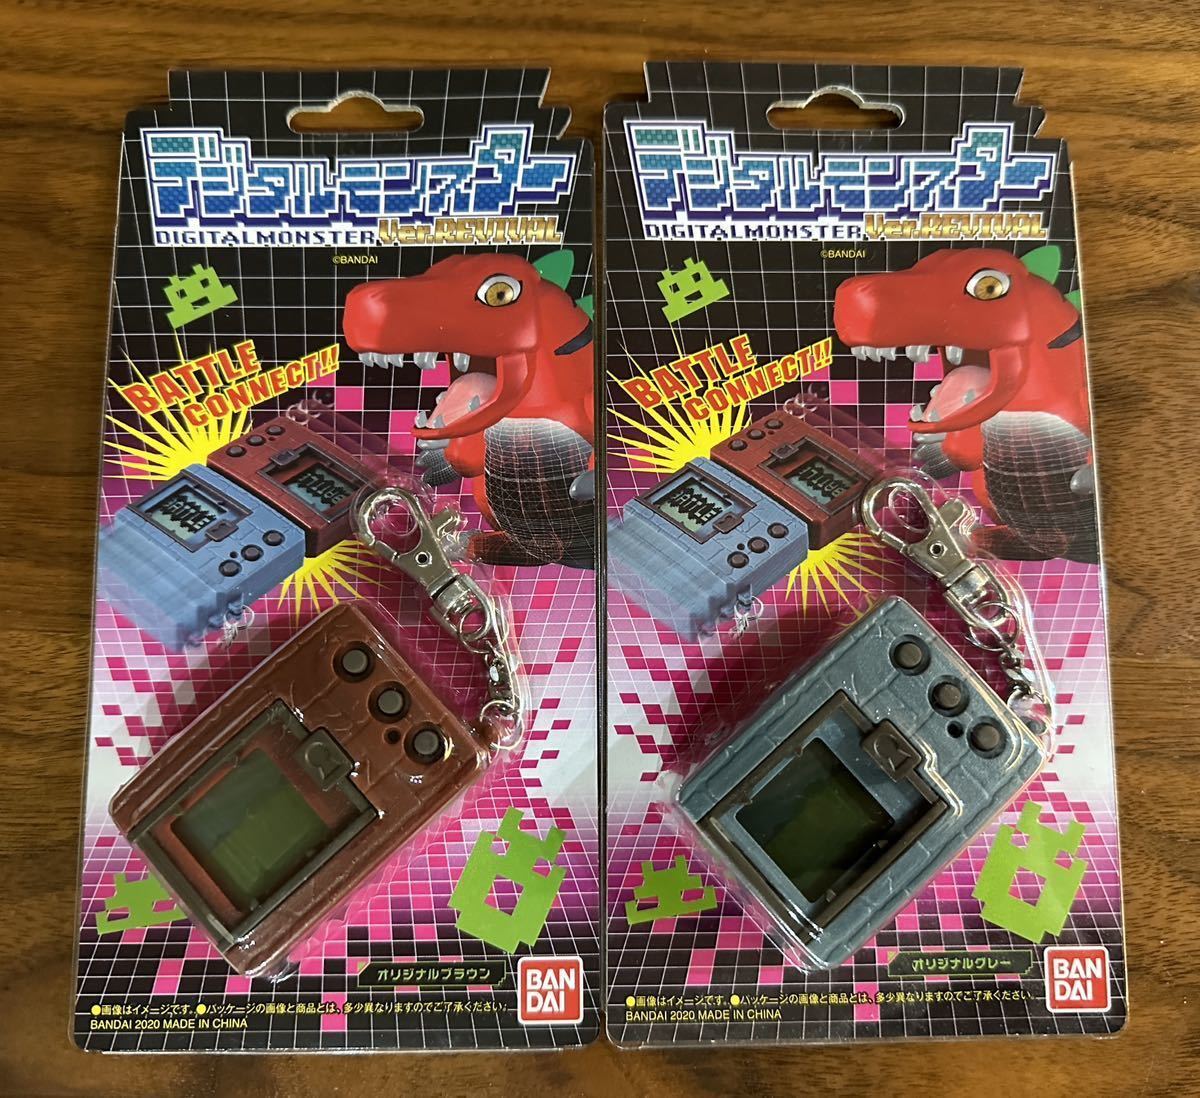 デジタルモンスター
DIGITALMONSTER Ver.REVIVAL
©BANDAI
BATTLE
CONNECT!!
オリジナルブラウン
BAN
DAI
●画像はイメージです。●パッケージの画像と商品とは、多少異なりますのでご了承ください。
BANDAI 2020 MADE IN CHINA
デジタルモンスター
DIGITALMONSTER Ver.REVIVAL
©BANDAI
BATTLE
CONNECT!!
オリジナルグレー
BAN
DAI
●画像はイメージです。●パッケージの画像と商品とは、多少異なりますのでご了承ください。
BANDAI 2020 MADE IN CHINA